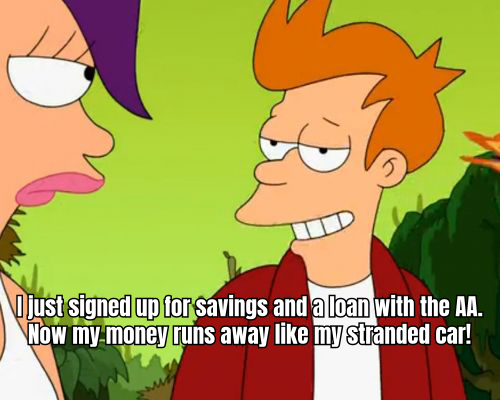 I just signed up for savings and a loan with the AA.
Now my money runs away like my stranded car!